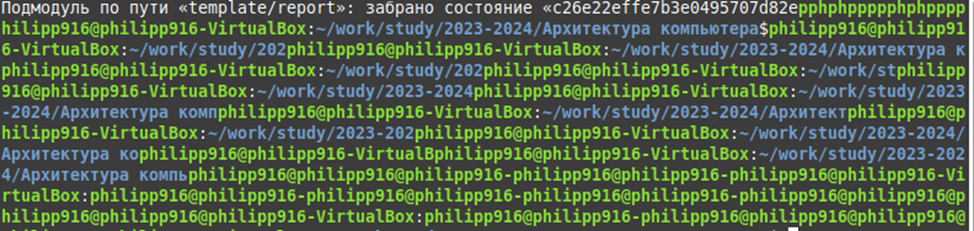 Подмодуль по пути «template/report»: забрано состояние «c26e22effe7b3e0495707d82epphphpppppphphpppp
hilipp916@philipp916-VirtualBox:~/work/study/2023-2024/Архитектура компьютера$philipp916@philipp91
6-VirtualBox:~/work/study/202philipp916@philipp916-VirtualBox:~/work/study/2023-2024/Архитектура к
philipp916@philipp916-VirtualBox:~/work/study/202philipp916@philipp916-VirtualBox:~/work/stphilipp
916@philipp916-VirtualBox:~/work/study/2023-2024philipp916@philipp916-VirtualBox:~/work/study/2023
-2024/Архитектура компphilipp916@philipp916-VirtualBox:~/work/study/2023-2024/Архитектphilipp916@p
hilipp916-VirtualBox:~/work/study/2023-202philipp916@philipp916-VirtualBox:~/work/study/2023-2024/
Архитектура коphilipp916@philipp916-VirtualBphilipp916@philipp916-VirtualBox:~/work/study/2023-202
4/Архитектура компьphilipp916@philipp916@philipp916-philipp916@philipp916@philipp916@philipp916-Vi
rtualBox:philipp916@philipp916-philipp916@philipp916@philipp916-philipp916@philipp916@philipp916@p
hilipp916@philipp916@philipp916-VirtualBox:philipp916@philipp916-philipp916@philipp916@philipp916@